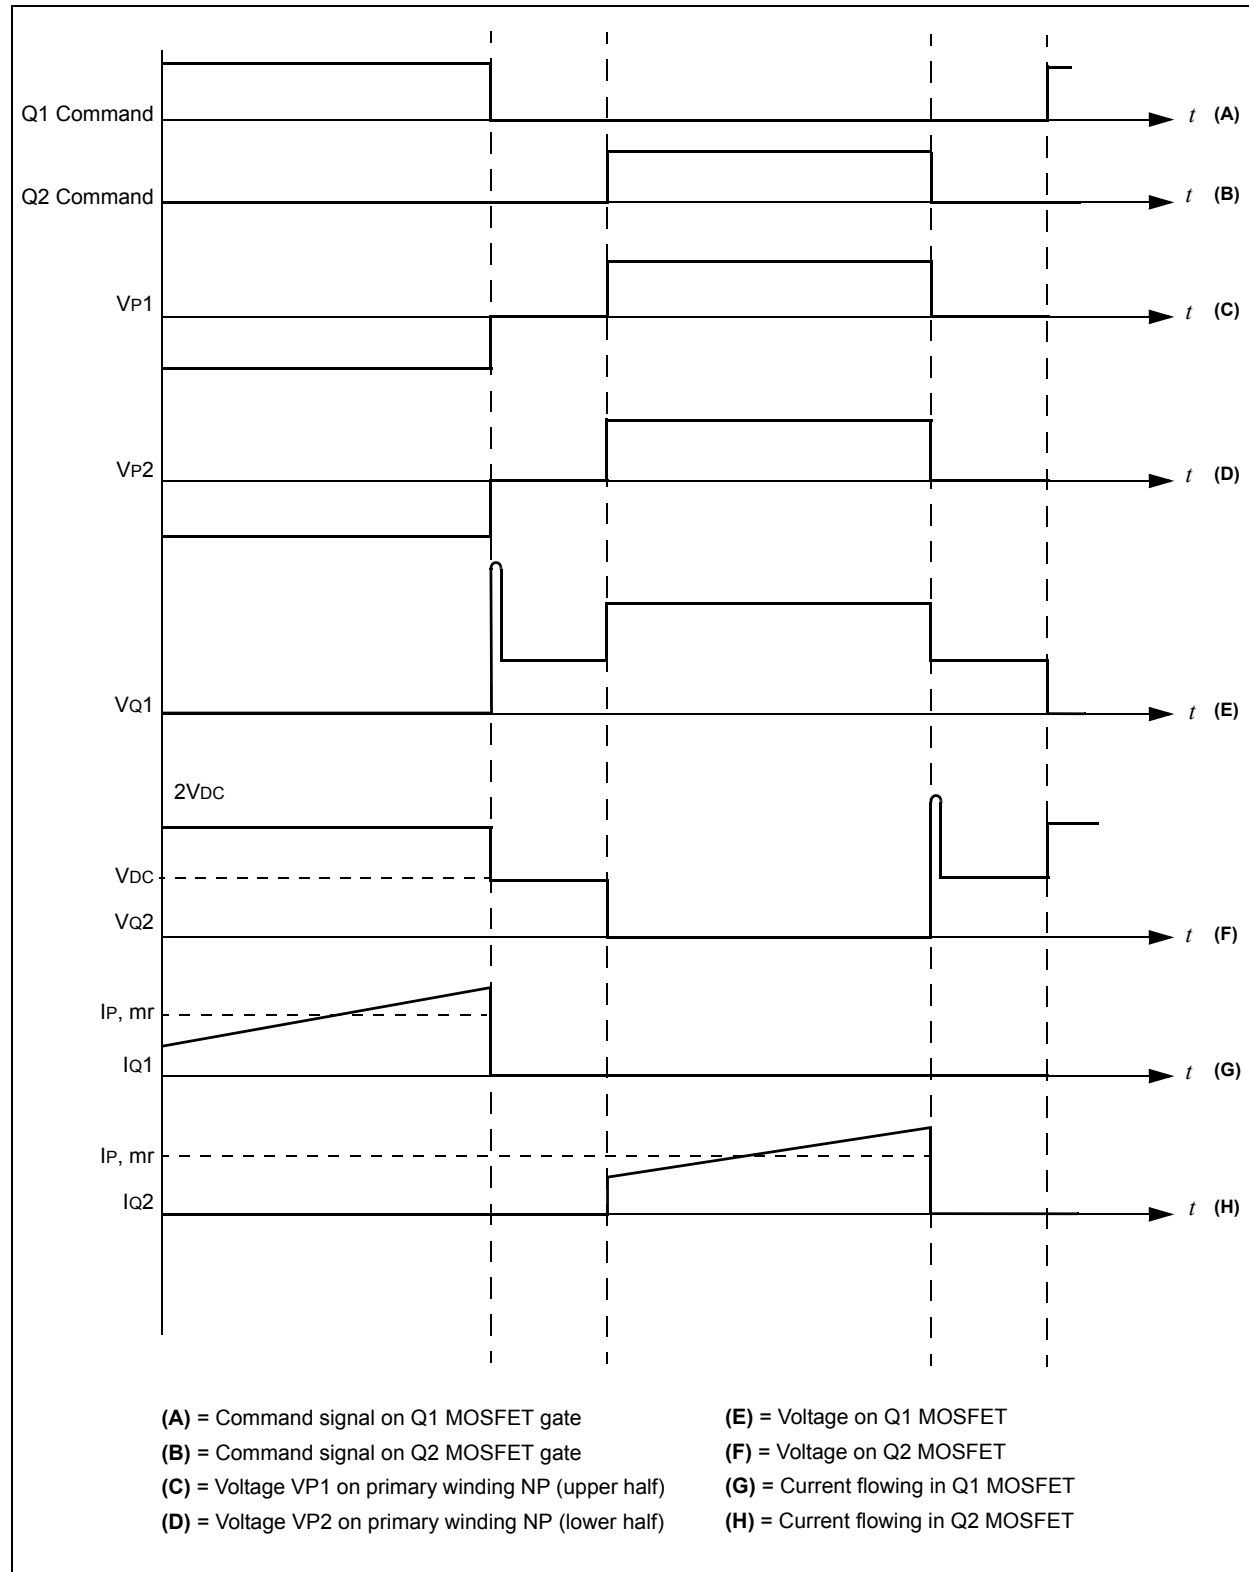 Q1 Command t (A)
Q2 Command t (B)
VP1 t (C)
VP2 t (D)
VQ1 t (E)
2VDC
VDC
VQ2 t (F)
IP, mr
IQ1 t (G)
IP, mr
IQ2 t (H)
(A) = Command signal on Q1 MOSFET gate
(B) = Command signal on Q2 MOSFET gate
(C) = Voltage VP1 on primary winding NP (upper half)
(D) = Voltage VP2 on primary winding NP (lower half)
(E) = Voltage on Q1 MOSFET
(F) = Voltage on Q2 MOSFET
(G) = Current flowing in Q1 MOSFET
(H) = Current flowing in Q2 MOSFET